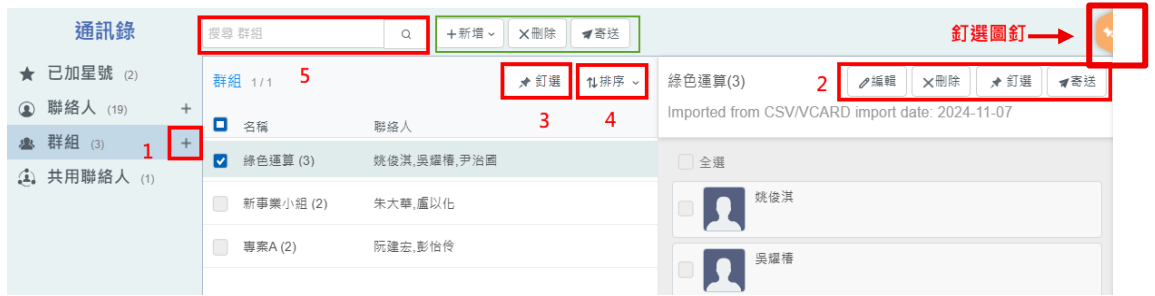 通訊錄
搜尋 群組
+新增
刪除
寄送
釘選圖釘
已加星號 (2)
聯絡人 (19) +
群組 (3) +
共用聯絡人 (1)
1
群組 1/1
5
釘選
排序
3
4
名稱 聯絡人
綠色運算 (3) 姚俊淇,吳耀椿,尹治國
新事業小組 (2) 朱大華,盧以化
專案A (2) 阮建宏,彭怡伶
綠色運算(3)
2
編輯
刪除
釘選
寄送
Imported from CSV/VCARD import date: 2024-11-07
全選
姚俊淇
吳耀椿